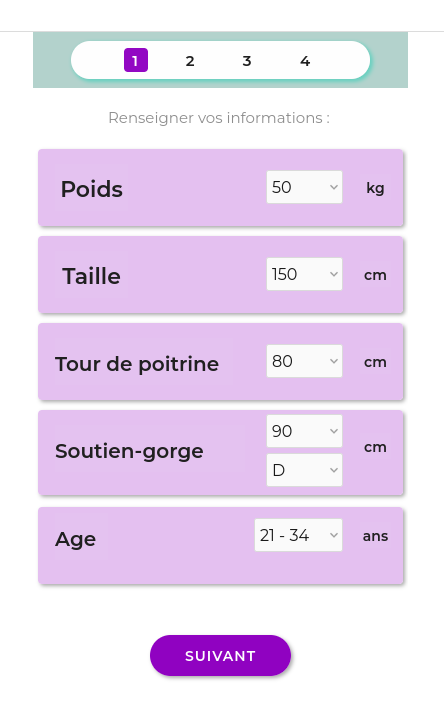 1 2 3 4
Renseigner vos informations :
Poids 50 kg
Taille 150 cm
Tour de poitrine 80 cm
Soutien-gorge 90 cm
D
Age 21 - 34 ans
SUIVANT